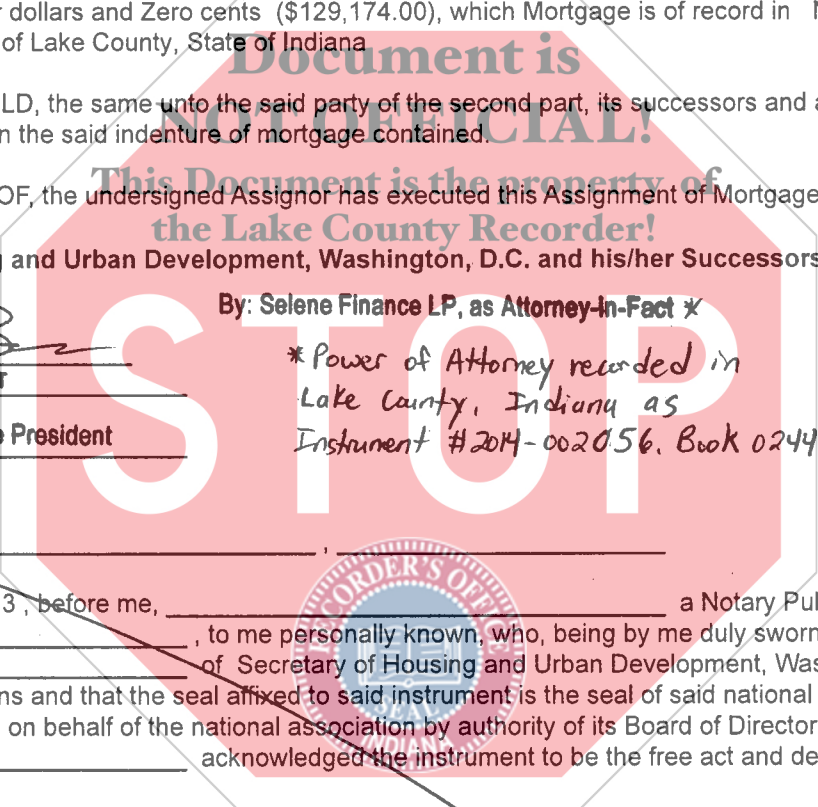 dollars and Zero cents ($129,174.00), which Mortgage is of record in
of Lake County, State of Indiana
Document is
LD, the same unto the said party of the second part, its successors and a
NOT OFFICIAL!
n the said indenture of mortgage contained.
This Document is the property of
OF, the undersigned Assignor has executed this Assignment of Mortgage
the Lake County Recorder!
and Urban Development, Washington, D.C. and his/her Successors
By: Selene Finance LP, as Attorney-in-Fact *
* Power of Attorney recorded in
Lake County, Indiana as
President
Instrument #2014-002056. Book 0244
STOP
,
RECORDER'S OFFICE
3 , before me, a Notary Pul
, to me personally known, who, being by me duly sworn
of Secretary of Housing and Urban Development, Was
ns and that the seal affixed to said instrument is the seal of said national
SEAL
on behalf of the national association by authority of its Board of Director
INDIANA
acknowledged the instrument to be the free act and de